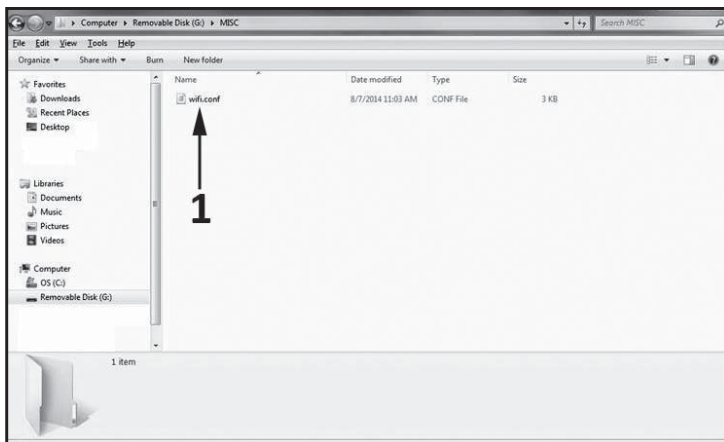 Computer ▸ Removable Disk (G:) ▸ MISC
Search MISC
File Edit View Tools Help
Organize Share with Burn New folder
Name Date modified Type Size
wifi.conf 8/7/2014 11:03 AM CONF File 3 KB
Favorites
Downloads
Recent Places
Desktop
Libraries
Documents
Music
Pictures
Videos
Computer
OS (C:)
Removable Disk (G:)
1
1 item